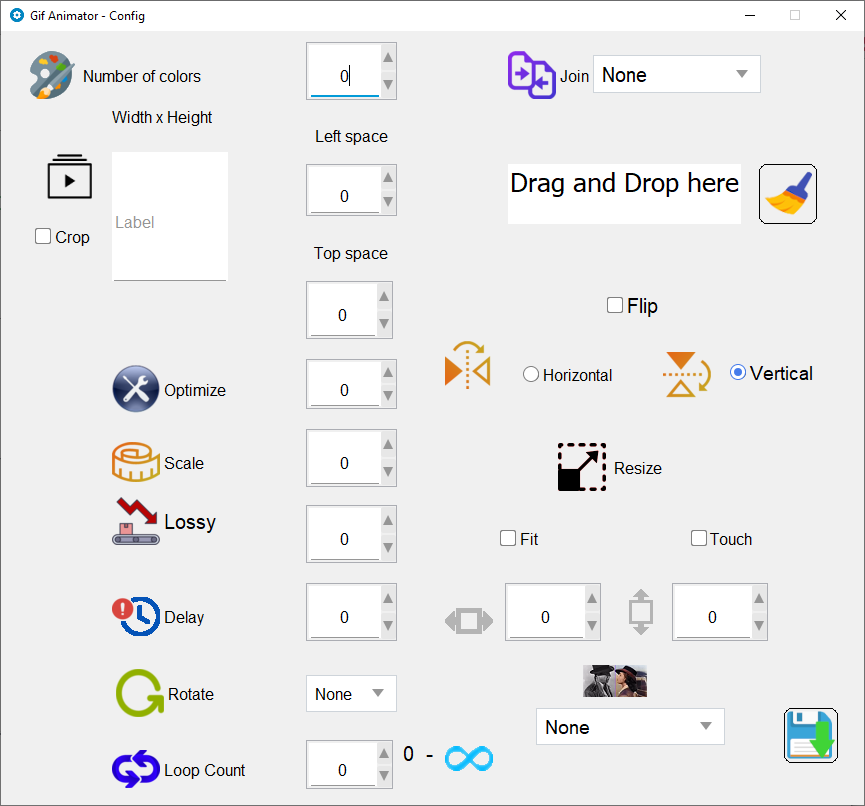 Gif Animator - Config
Number of colors
0
Join
None
Width x Height
Left space
Label
0
Drag and Drop here
Crop
Top space
0
Flip
Horizontal
Vertical
Optimize
0
Scale
0
Resize
Lossy
0
Fit
Touch
Delay
0
0
0
Rotate
None
None
Loop Count
0
0 -